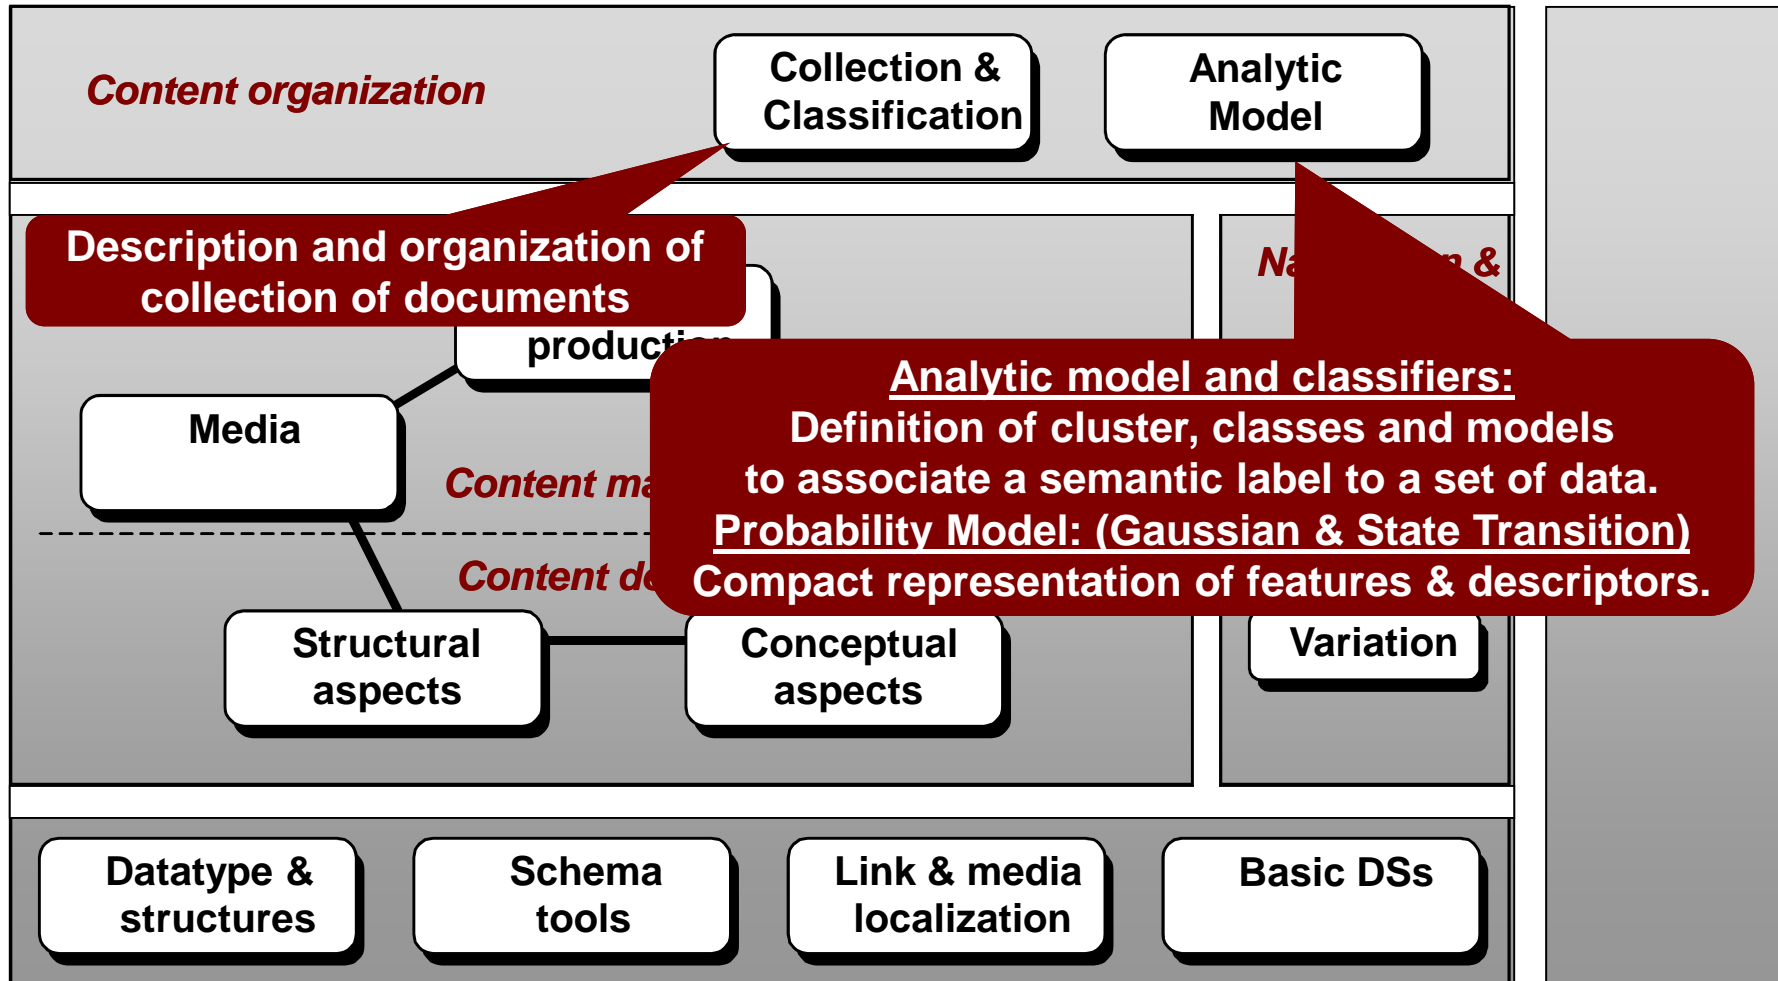 Content organization
Collection &
Classification
Analytic
Model
Description and organization of
collection of documents
&
production
Media
Content
Content
Analytic model and classifiers:
Definition of cluster, classes and models
to associate a semantic label to a set of data.
Probability Model: (Gaussian & State Transition)
Compact representation of features & descriptors.
Structural
aspects
Conceptual
aspects
Variation
Datatype &
structures
Schema
tools
Link & media
localization
Basic DSs